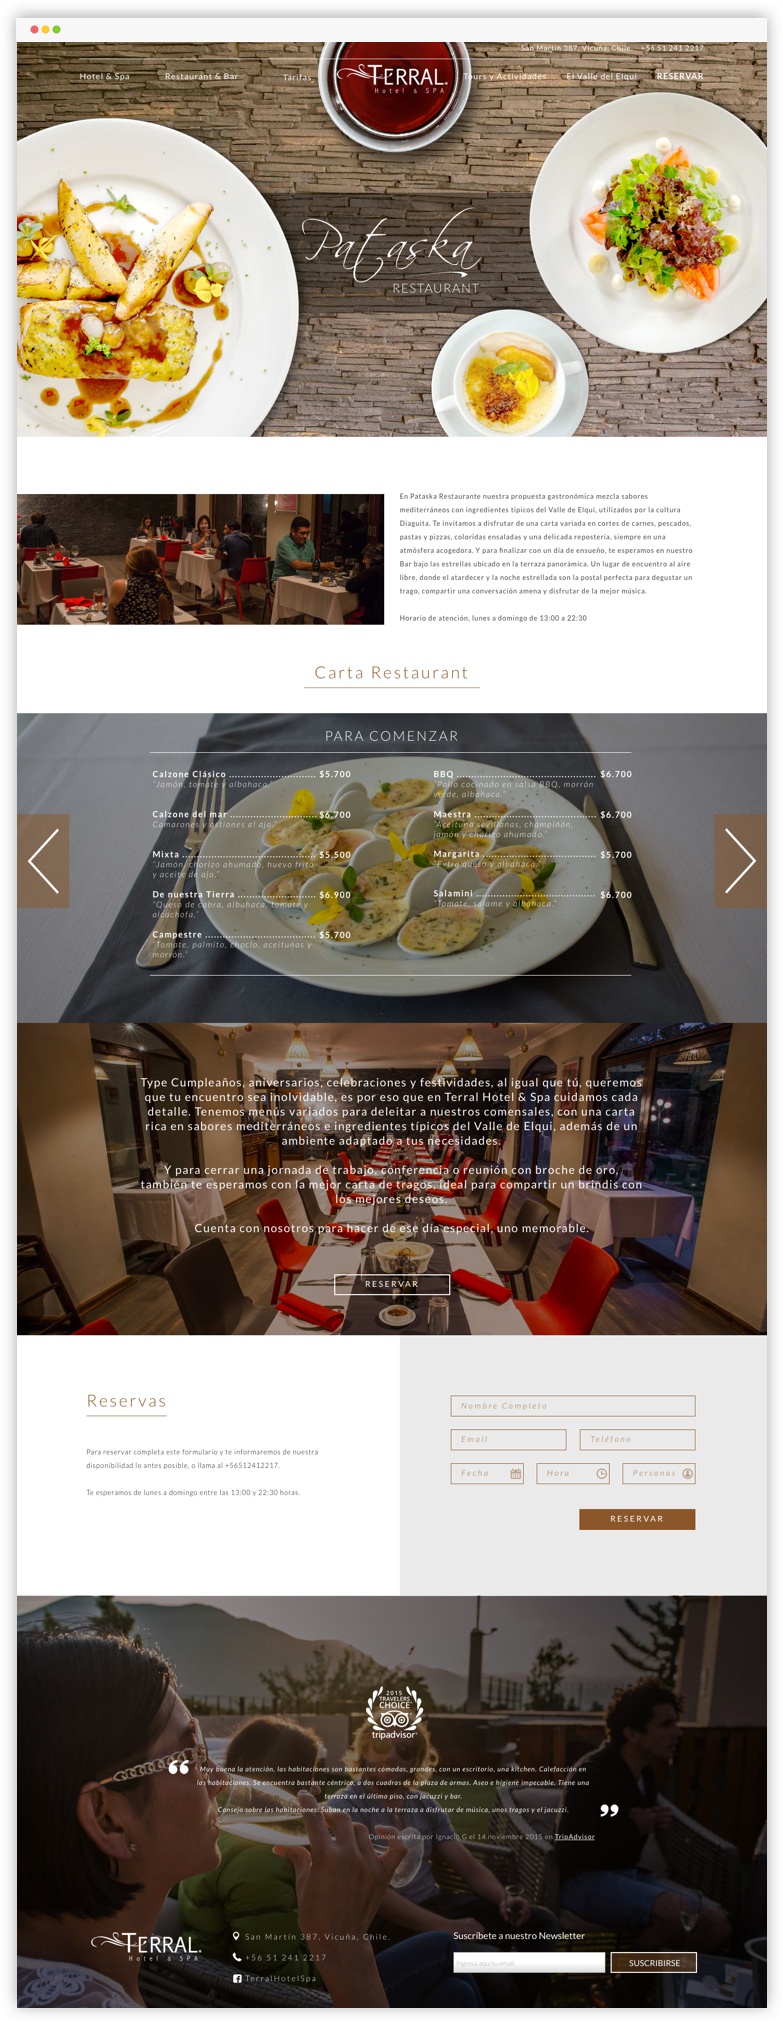 San Martín 387, Vicuña, Chile. +56 51 241 2217
Hotel & Spa
Restaurant & Bar
Tarifas
TERRAL
Hotel & SPA
Tours y Actividades
El Valle del Elqui
RESERVAR
Pataska
RESTAURANT
En Pataska Restaurante nuestra propuesta gastronómica mezcla sabores
mediterráneos con ingredientes típicos del Valle de Elqui, utilizados por la cultura
Diaguita. Te invitamos a disfrutar de una carta variada en cortes de carnes, pescados,
pastas y pizzas, coloridas ensaladas y una delicada repostería, siempre en una
atmósfera acogedora. Y para finalizar con un día de ensueño, te esperamos en nuestro
Bar bajo las estrellas ubicado en la terraza panorámica. Un lugar de encuentro al aire
libre, donde el atardecer y la noche estrellada son la postal perfecta para degustar un
trago, compartir una conversación amena y disfrutar de la mejor música.
Horario de atención, lunes a domingo de 13:00 a 22:30
Carta Restaurant
PARA COMENZAR
Calzone Clásico ............................. $5.700
"Jamón, tomate y albahaca."
Calzone del mar ............................. $6.700
Camarones y ostiones al ajo."
Mixta ............................................. $5.500
"Jamón, chorizo ahumado, huevo frito
y aceite de ajo."
De nuestra Tierra ........................... $6.900
"Queso de cabra, albahaca, tomate y
alcachofa."
Campestre ..................................... $5.700
"Tomate, palmito, choclo, aceitunas y
morrón."
BBQ ............................................... $6.700
"Pollo cocinado en salsa BBQ, morrón
verde, albahaca."
Maestra ......................................... $6.700
"Aceituna sevillanas, champiñón,
jamón y chorizo ahumado."
Margarita ...................................... $5.700
"Extra queso y albahaca."
Salamini ........................................ $6.700
"Tomate, salame y albahaca."
Type Cumpleaños, aniversarios, celebraciones y festividades, al igual que tú, queremos
que tu encuentro sea inolvidable, es por eso que en Terral Hotel & Spa cuidamos cada
detalle. Tenemos menús variados para deleitar a nuestros comensales, con una carta
rica en sabores mediterráneos e ingredientes típicos del Valle de Elqui, además de un
ambiente adaptado a tus necesidades.
Y para cerrar una jornada de trabajo, conferencia o reunión con broche de oro,
también te esperamos con la mejor carta de tragos, ideal para compartir un brindis con
los mejores deseos.
Cuenta con nosotros para hacer de ese día especial, uno memorable.
RESERVAR
Reservas
Para reservar completa este formulario y te informaremos de nuestra
disponibilidad lo antes posible, o llama al +56512412217.
Te esperamos de lunes a domingo entre las 13:00 y 22:30 horas.
Nombre Completo
Email
Teléfono
Fecha
Hora
Personas
RESERVAR
2015
TRAVELERS'
CHOICE
tripadvisor
“Muy buena la atención, las habitaciones son bastantes cómodas, grandes, con un escritorio, una kitchen. Calefacción en
las habitaciones. Se encuentra bastante céntrica, a dos cuadras de la plaza de armas. Aseo e higiene impecable. Tiene una
terraza en el último piso, con jacuzzi y bar.
Consejo sobre las habitaciones: Suban en la noche a la terraza a disfrutar de música, unos tragos y el jacuzzi.”
Opinión escrita por Ignacio G el 14 noviembre 2015 en TripAdvisor
TERRAL
Hotel & SPA
San Martín 387, Vicuña, Chile.
+56 51 241 2217
TerralHotelSpa
Suscríbete a nuestro Newsletter
Ingresa aquí tu email
SUSCRIBIRSE